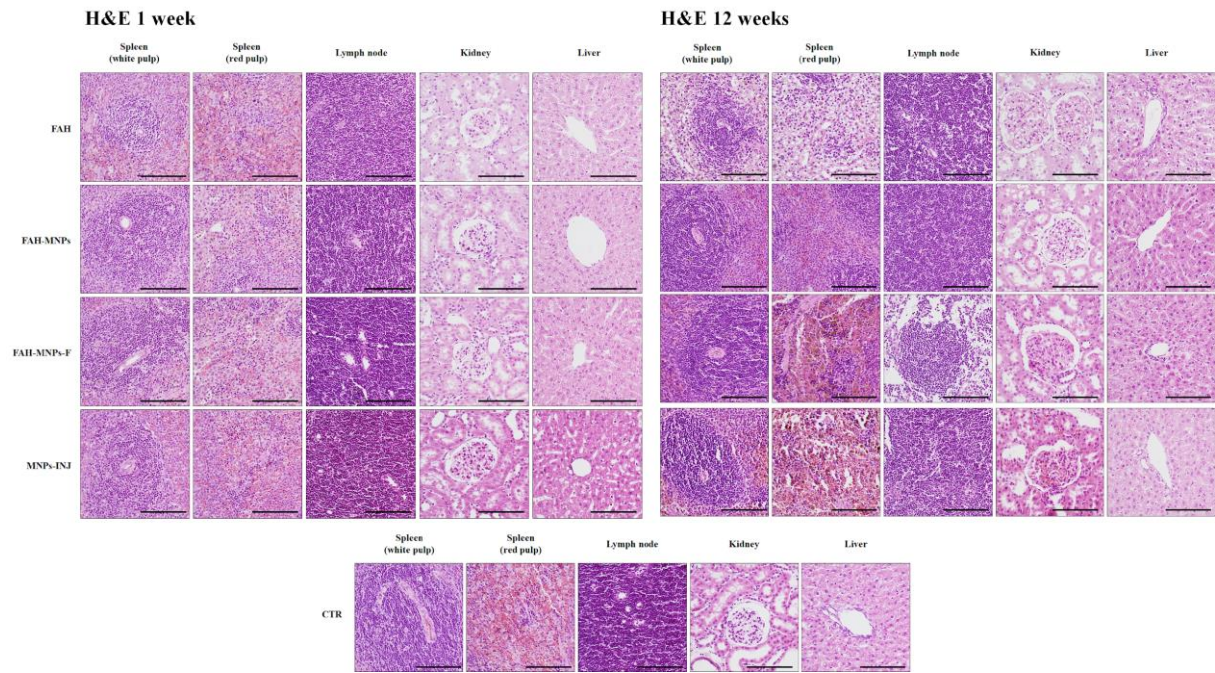 H&E 1 week
H&E 12 weeks
Spleen
(white pulp)
Spleen
(red pulp)
Lymph node
Kidney
Liver
Spleen
(white pulp)
Spleen
(red pulp)
Lymph node
Kidney
Liver
FAH
FAH-MNPs
FAH-MNPs-F
MNPs-INJ
Spleen
(white pulp)
Spleen
(red pulp)
Lymph node
Kidney
Liver
CTR